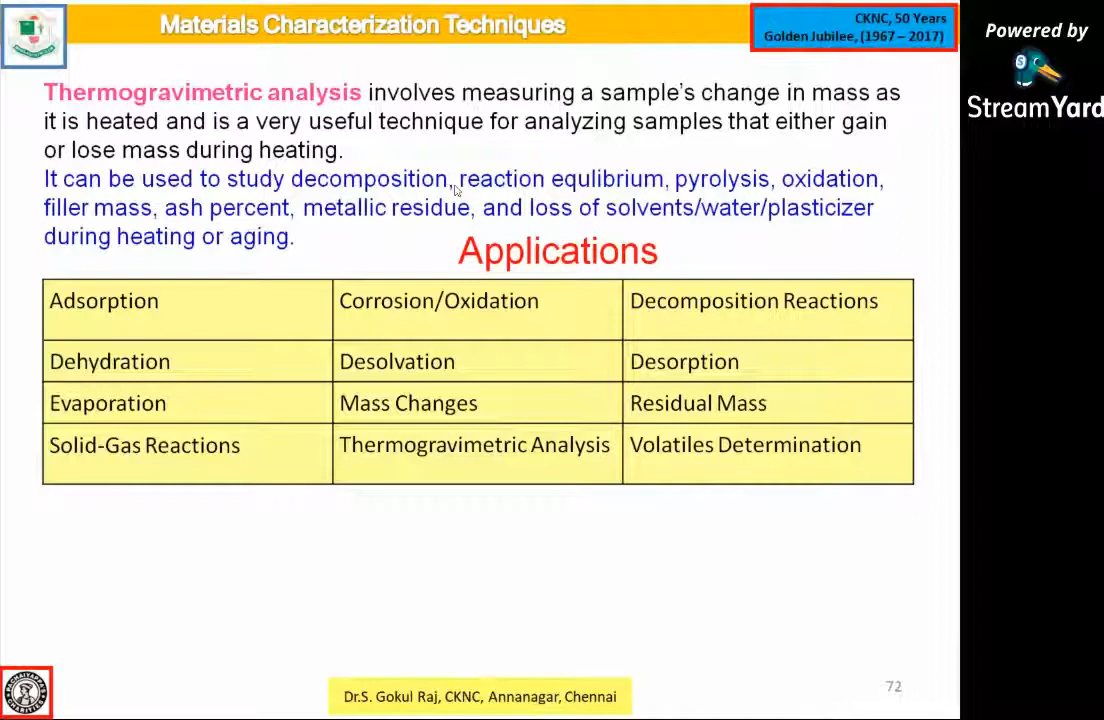 Materials Characterization Techniques
CKNC, 50 Years
Golden Jubilee, (1967 – 2017)
Powered by
StreamYard
Thermogravimetric analysis involves measuring a sample's change in mass as
it is heated and is a very useful technique for analyzing samples that either gain
or lose mass during heating.
It can be used to study decomposition, reaction equlibrium, pyrolysis, oxidation,
filler mass, ash percent, metallic residue, and loss of solvents/water/plasticizer
during heating or aging.
Applications
Adsorption
Corrosion/Oxidation
Decomposition Reactions
Dehydration
Desolvation
Desorption
Evaporation
Mass Changes
Residual Mass
Solid-Gas Reactions
Thermogravimetric Analysis
Volatiles Determination
Dr.S. Gokul Raj, CKNC, Annanagar, Chennai
72